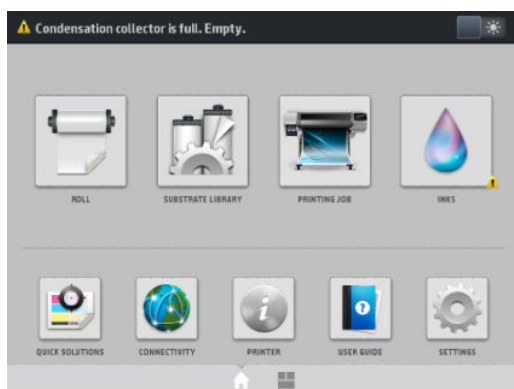 Condensation collector is full. Empty.
ROLL
SUBSTRATE LIBRARY
PRINTING JOB
INKS
QUICK SOLUTIONS
CONNECTIVITY
PRINTER
USER GUIDE
SETTINGS